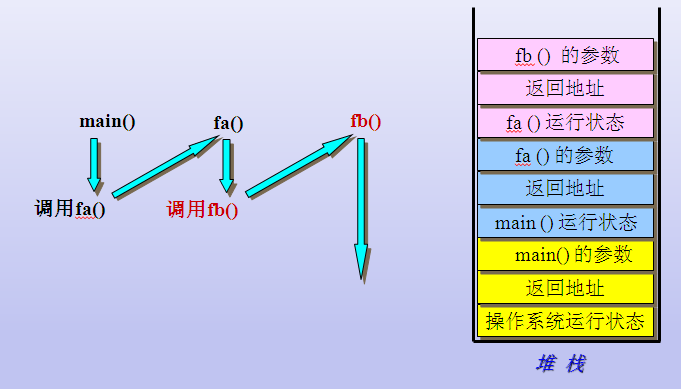 main()
fa()
fb()
调用fa()
调用fb()
fb ( ) 的参数
返回地址
fa ( ) 运行状态
fa ( ) 的参数
返回地址
main ( ) 运行状态
main() 的参数
返回地址
操作系统运行状态
堆 栈